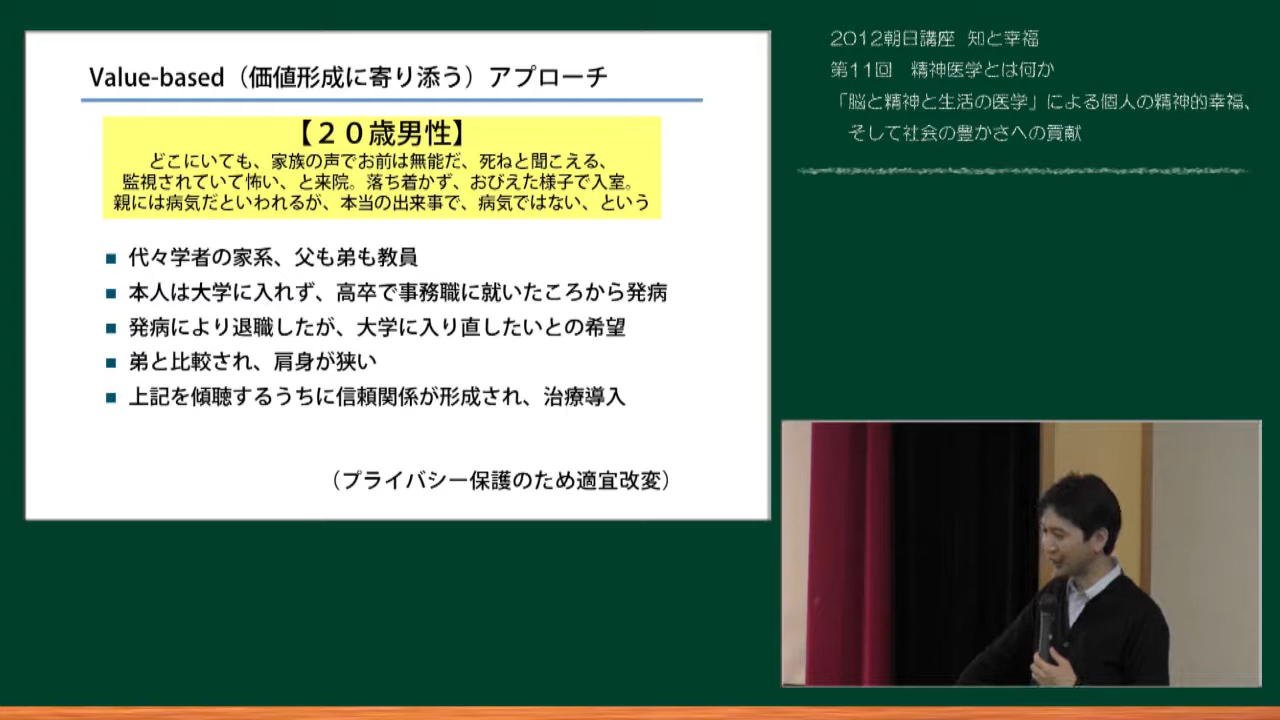 Value-based（価値形成に寄り添う）アプローチ
【２０歳男性】
どこにいても、家族の声でお前は無能だ、死ねと聞こえる、
監視されていて怖い、と来院。落ち着かず、おびえた様子で入室。
親には病気だといわれるが、本当の出来事で、病気ではない、という
■ 代々学者の家系、父も弟も教員
■ 本人は大学に入れず、高卒で事務職に就いたころから発病
■ 発病により退職したが、大学に入り直したいとの希望
■ 弟と比較され、肩身が狭い
■ 上記を傾聴するうちに信頼関係が形成され、治療導入
（プライバシー保護のため適宜改変）
2012朝日講座 知と幸福
第11回 精神医学とは何か
「脳と精神と生活の医学」による個人の精神的幸福、
そして社会の豊かさへの貢献